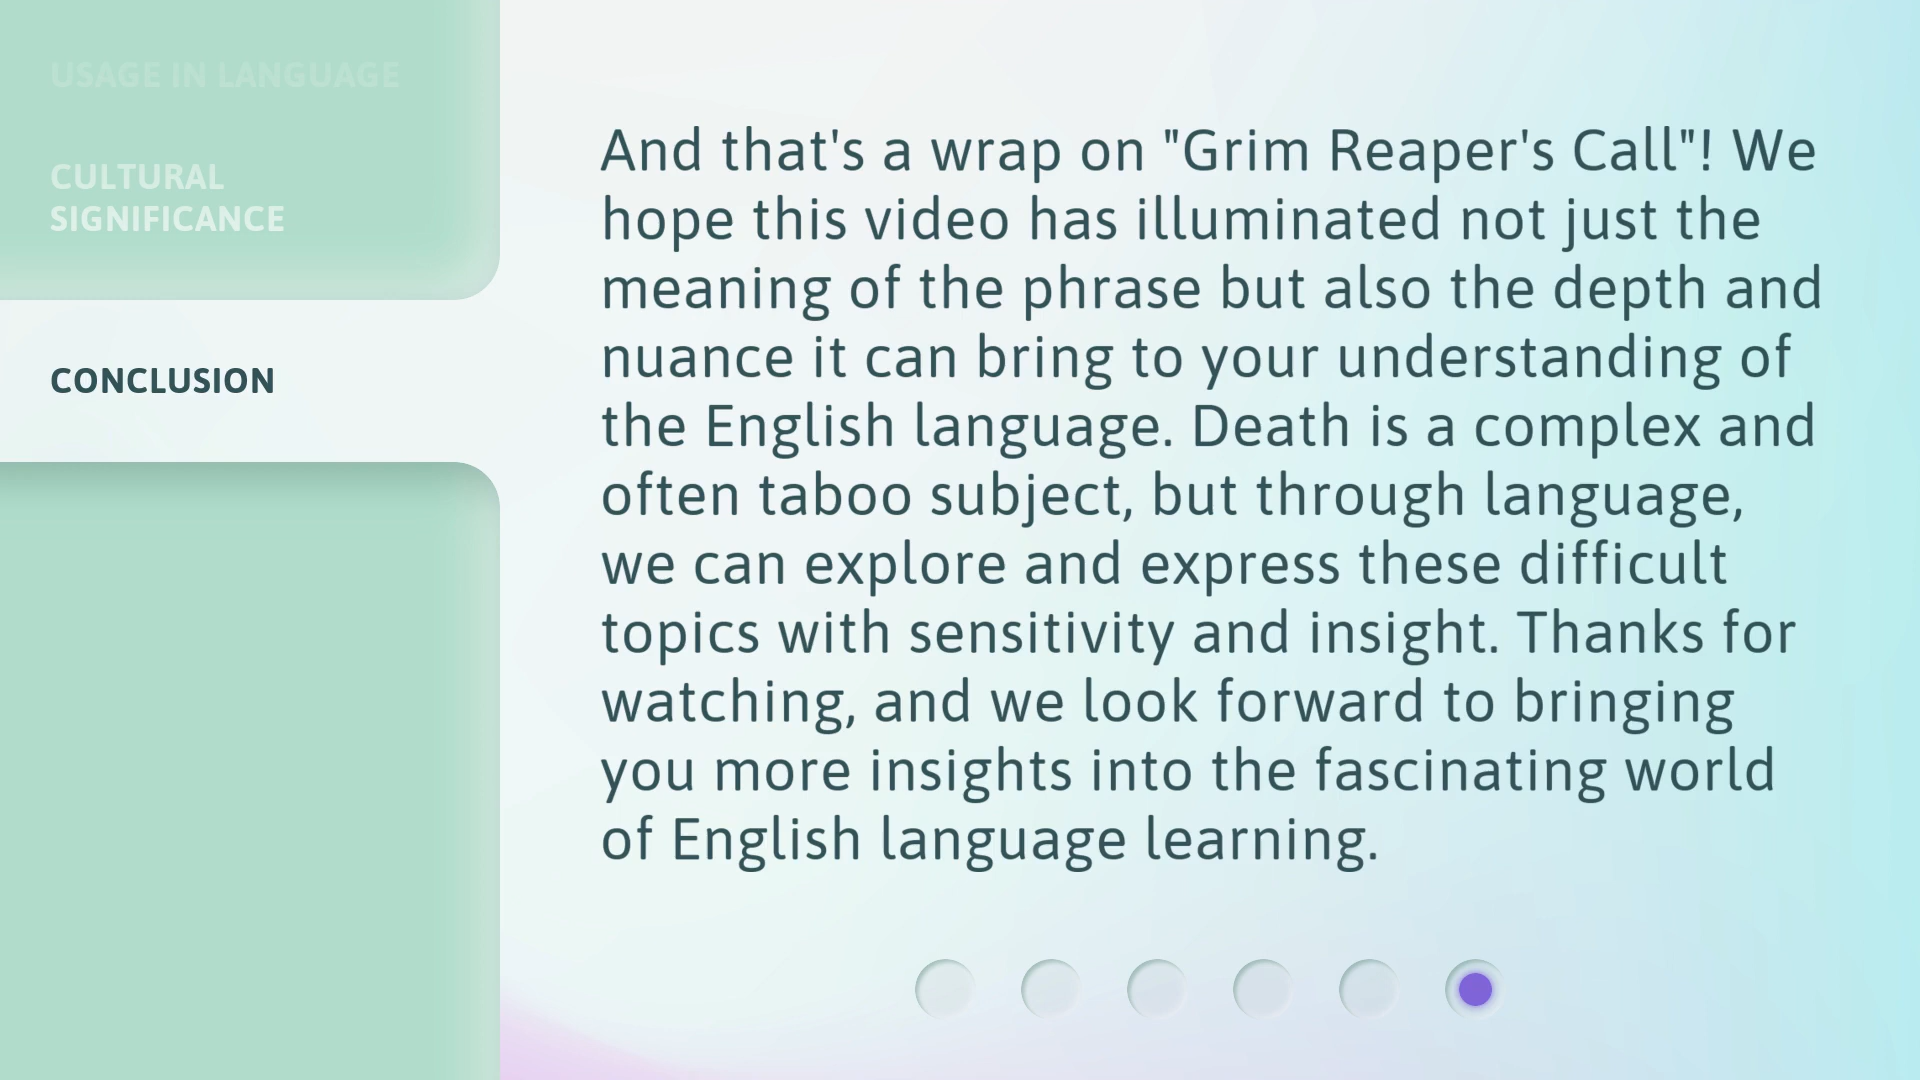 USAGE IN LANGUAGE
CULTURAL
SIGNIFICANCE
CONCLUSION
And that's a wrap on "Grim Reaper's Call"! We
hope this video has illuminated not just the
meaning of the phrase but also the depth and
nuance it can bring to your understanding of
the English language. Death is a complex and
often taboo subject, but through language,
we can explore and express these difficult
topics with sensitivity and insight. Thanks for
watching, and we look forward to bringing
you more insights into the fascinating world
of English language learning.